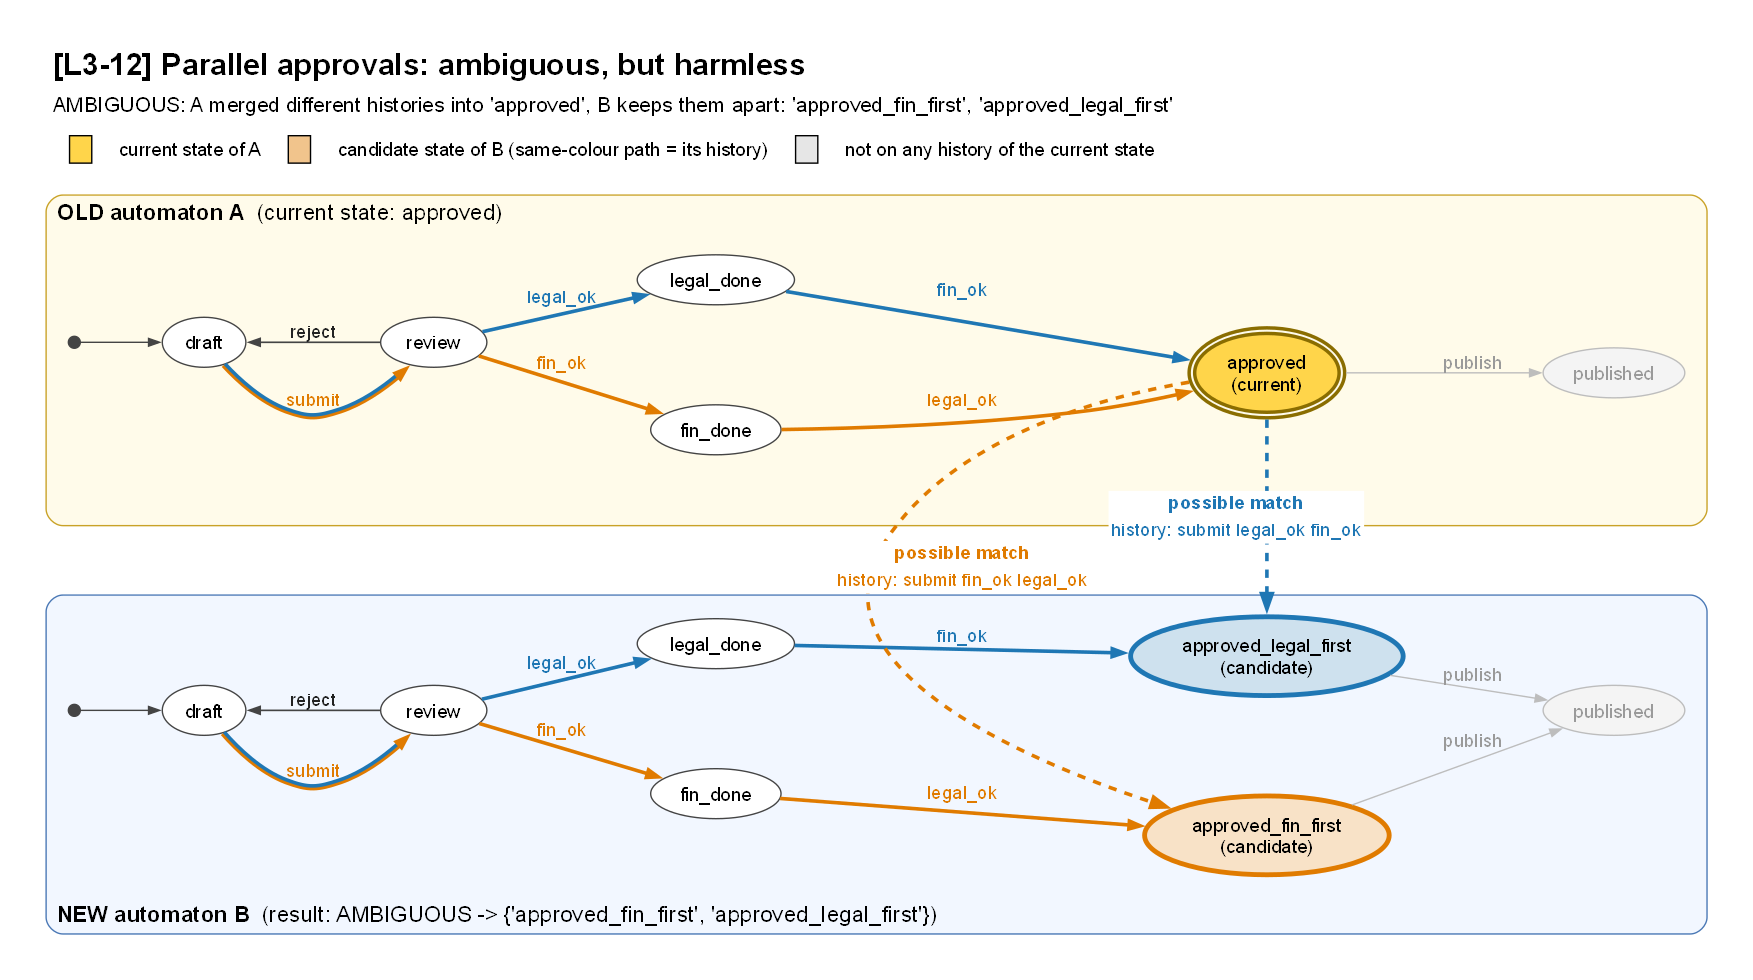 [L3-12] Parallel approvals: ambiguous, but harmless
AMBIGUOUS: A merged different histories into 'approved', B keeps them apart: 'approved_fin_first', 'approved_legal_first'
current state of A
candidate state of B (same-colour path = its history)
not on any history of the current state
OLD automaton A (current state: approved)
draft
reject
submit
review
legal_ok
fin_ok
legal_done
fin_done
fin_ok
legal_ok
approved
(current)
publish
published
possible match
history: submit legal_ok fin_ok
possible match
history: submit fin_ok legal_ok
draft
reject
submit
review
legal_ok
fin_ok
legal_done
fin_done
fin_ok
legal_ok
approved_legal_first
(candidate)
approved_fin_first
(candidate)
publish
publish
published
NEW automaton B (result: AMBIGUOUS -> {'approved_fin_first', 'approved_legal_first'})